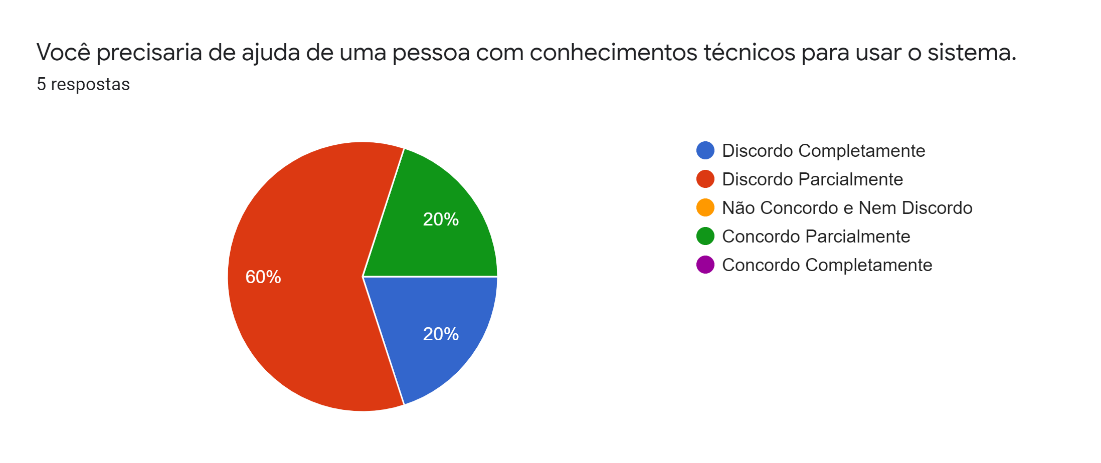 Você precisaria de ajuda de uma pessoa com conhecimentos técnicos para usar o sistema.
5 respostas
20%
60%
20%
Discordo Completamente
Discordo Parcialmente
Não Concordo e Nem Discordo
Concordo Parcialmente
Concordo Completamente